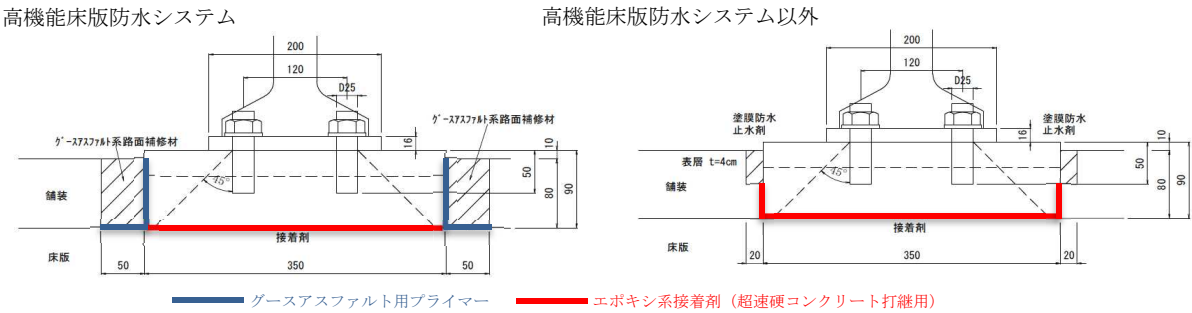 高機能床版防水システム
高機能床版防水システム以外
200
120
D25
グースアスファルト系路面補修材
グースアスファルト系路面補修材
16
10
50
80
90
45°
舗装
接着剤
床版
50
350
50
200
120
D25
塗膜防水
止水剤
塗膜防水
止水剤
16
10
表層 t=4cm
50
80
90
45°
舗装
接着剤
床版
20
350
20
グースアスファルト用プライマー
エポキシ系接着剤（超速硬コンクリート打継用）